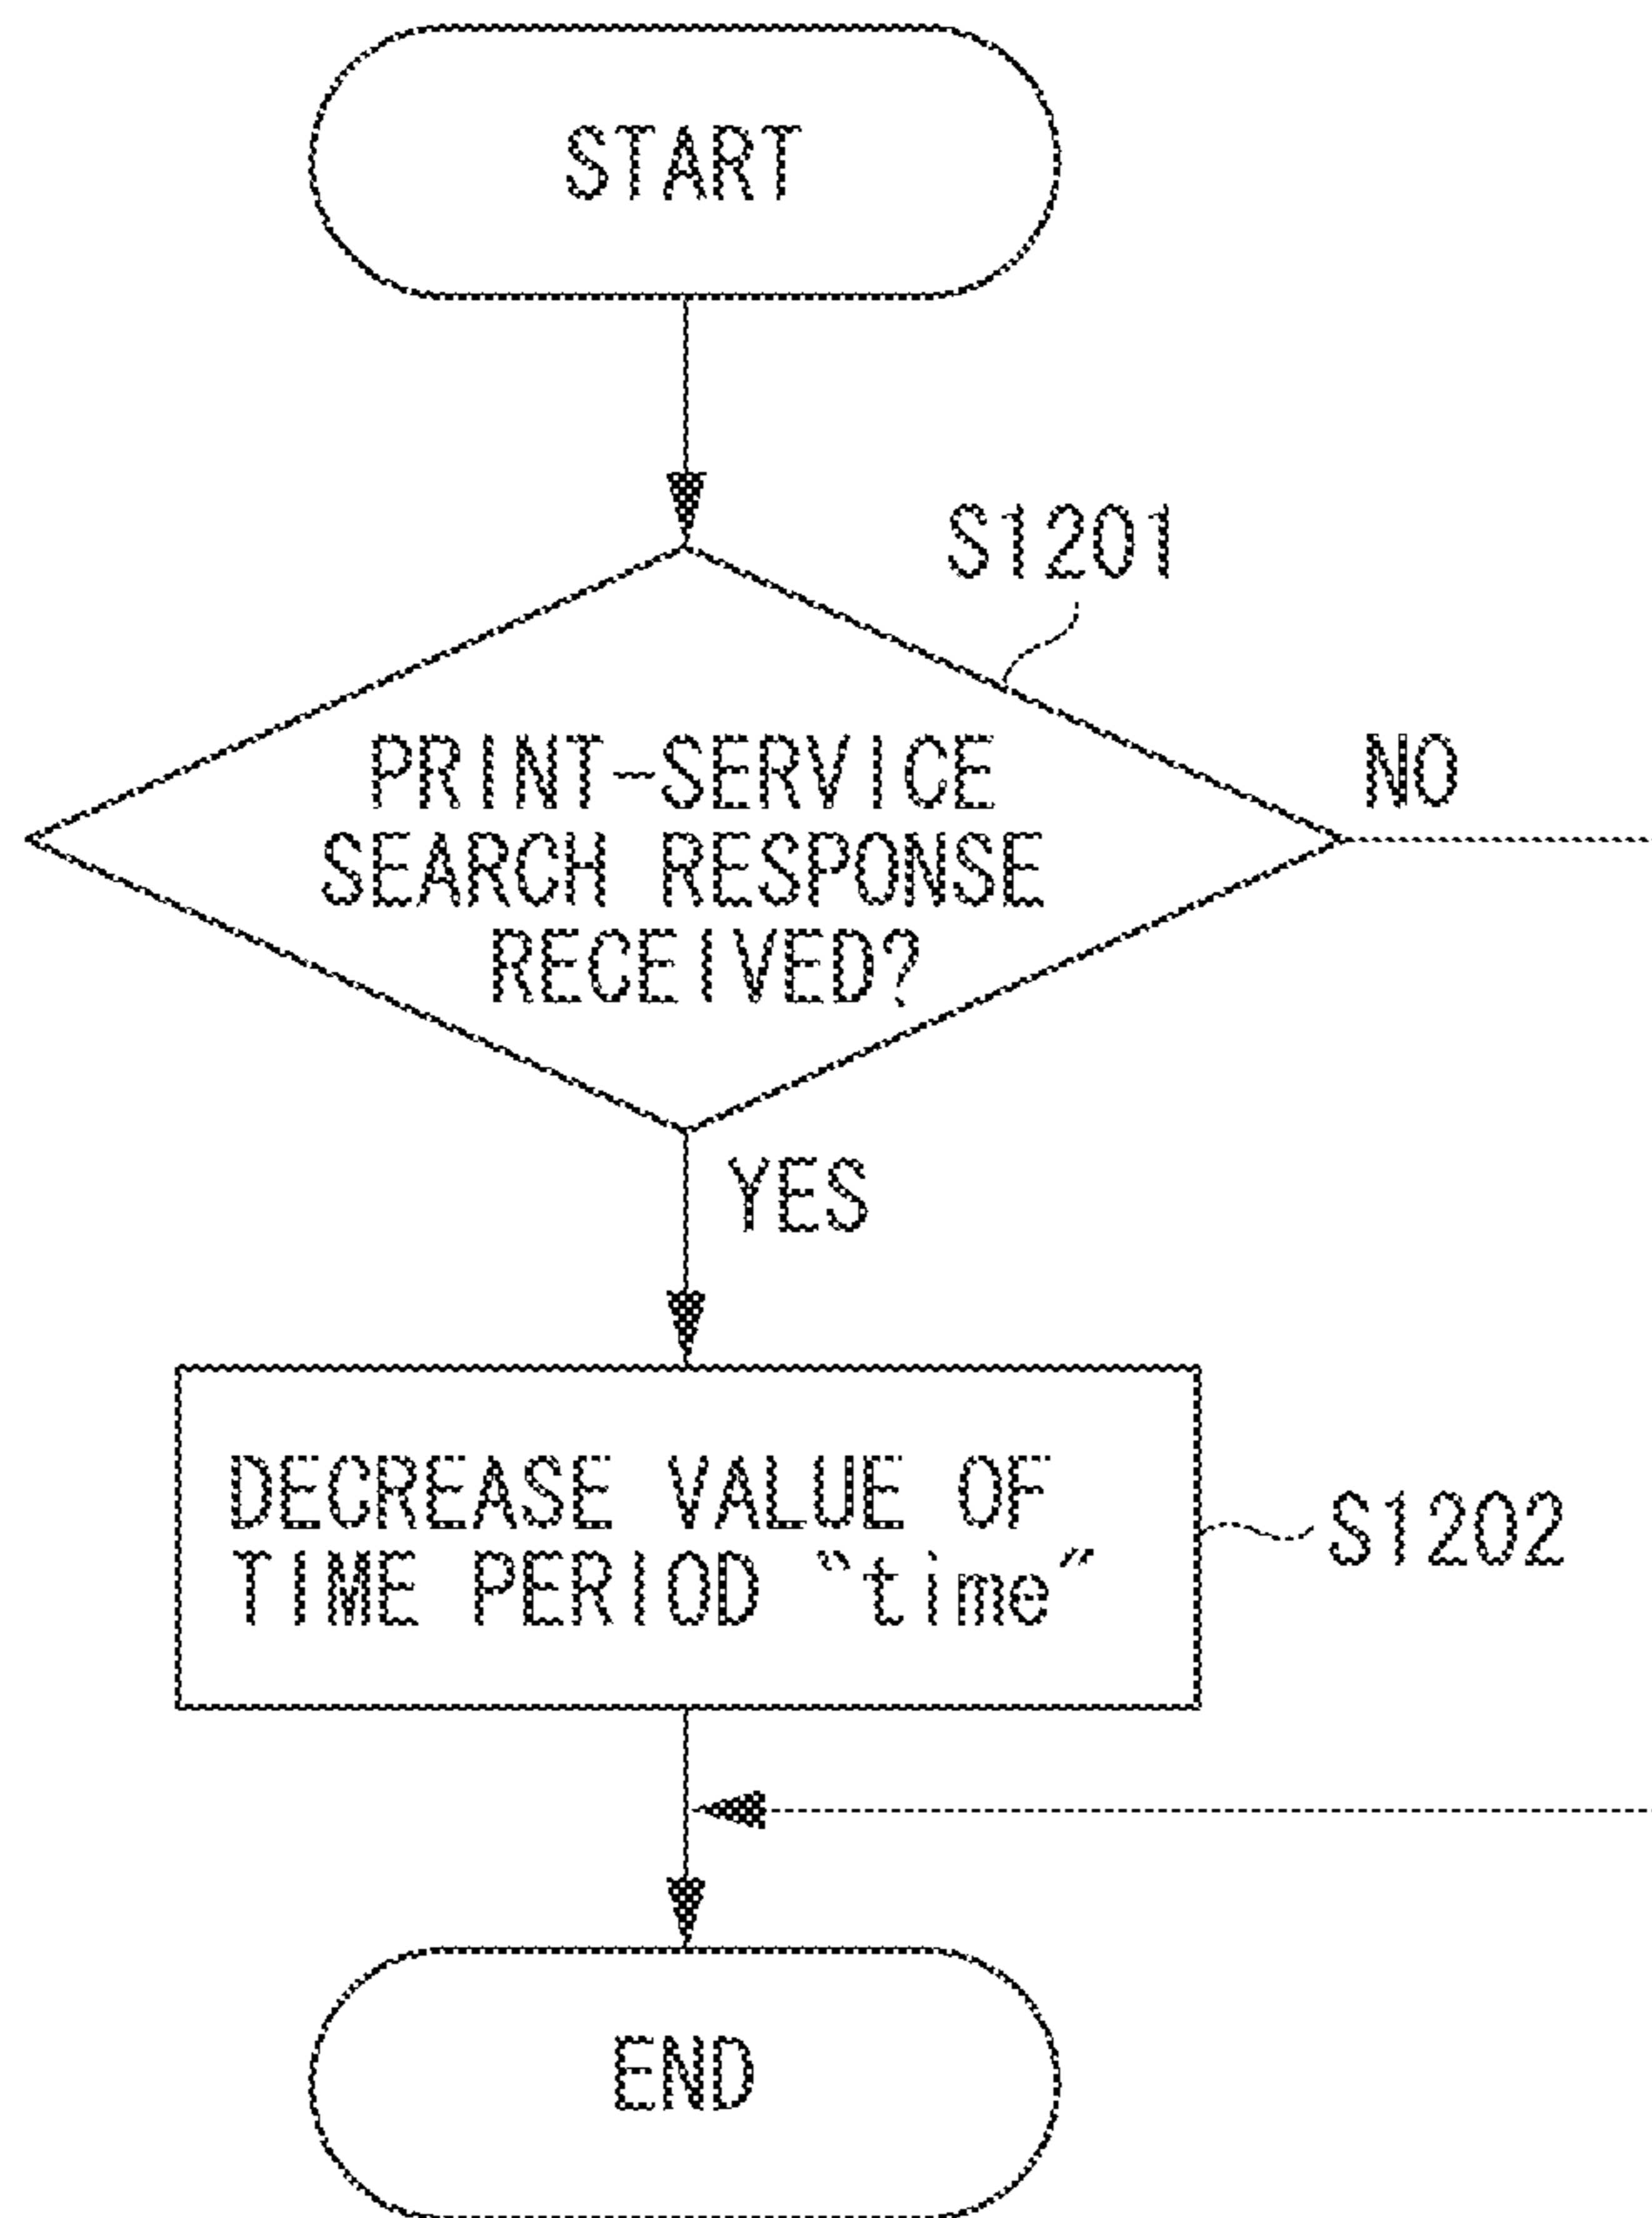 START
S1201
PRINT-SERVICE
SEARCH RESPONSE
RECEIVED?
NO
YES
DECREASE VALUE OF
TIME PERIOD “time”
S1202
END